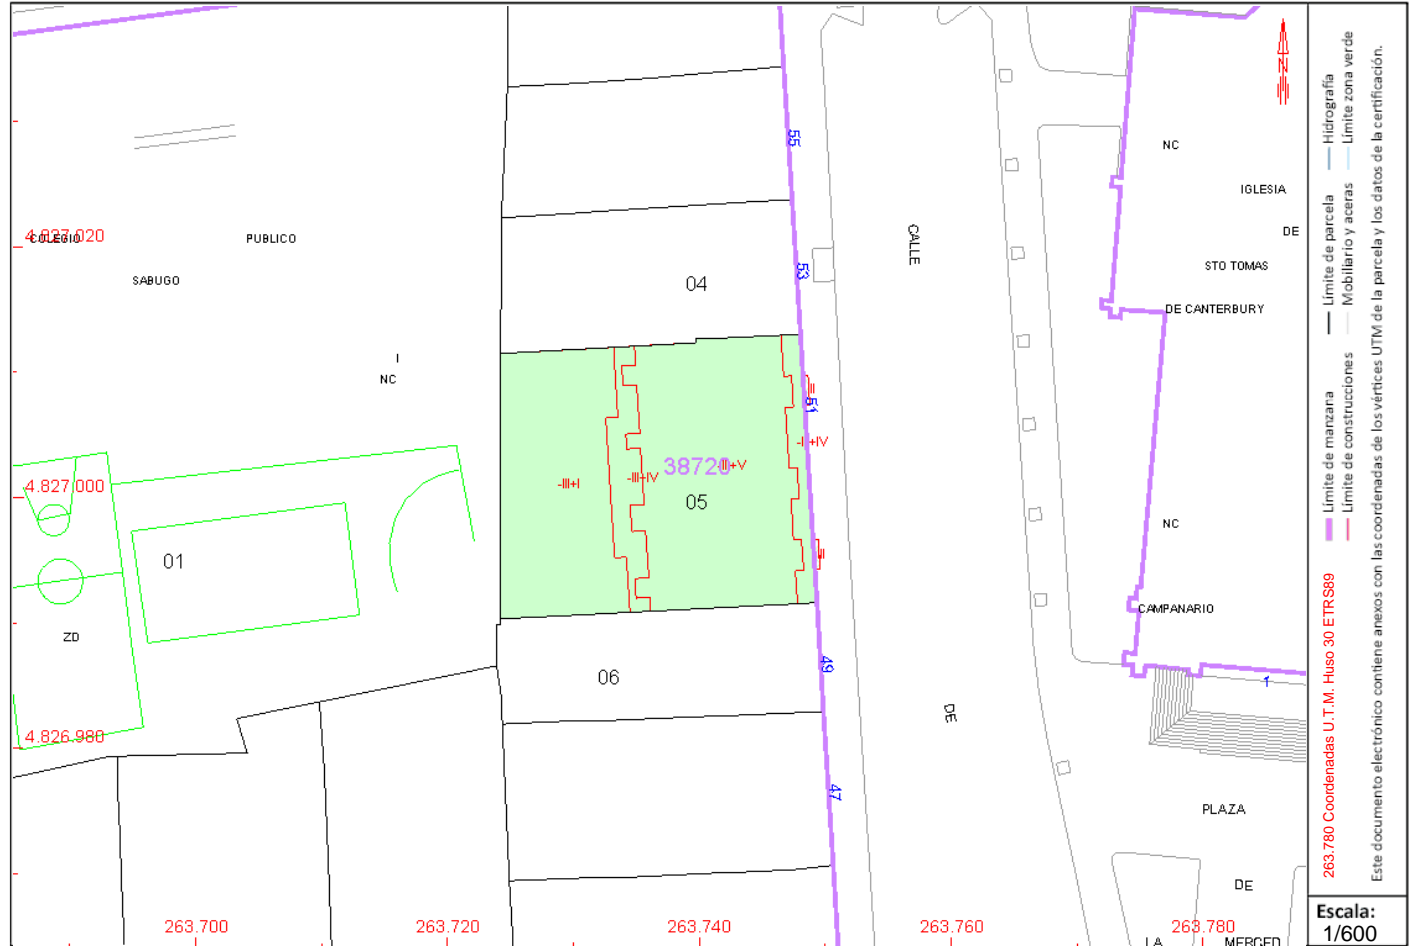 55
NC
IGLESIA
DE
STO TOMAS
DE CANTERBURY
CALLE
COLEGIO
4.827.020
PUBLICO
SABUGO
04
53
I
NC
51
-II+IV
38720
-III+V
-III+IV
-III+I
4.827.000
05
NC
01
CAMPANARIO
ZD
06
49
1
DE
4.826.980
47
PLAZA
DE
263.700
263.720
263.740
263.760
263.780
LA
MERGED
N
Límite de manzana
Límite de parcela
Hidrografía
Límite de construcciones
Mobiliario y aceras
Límite zona verde
263.780 Coordenadas U.T.M. Huso 30 ETRS89
Este documento electrónico contiene anexos con las coordenadas de los vértices UTM de la parcela y los datos de la certificación.
Escala:
1/600